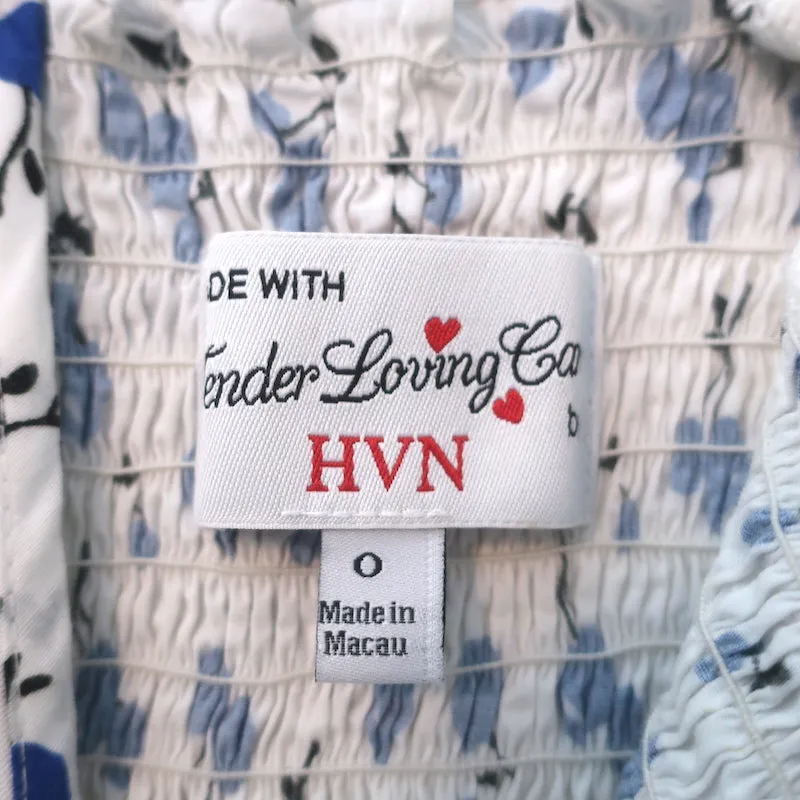 DE WITH
ender Loving Ca
b
HVN
0
Made in
Macau